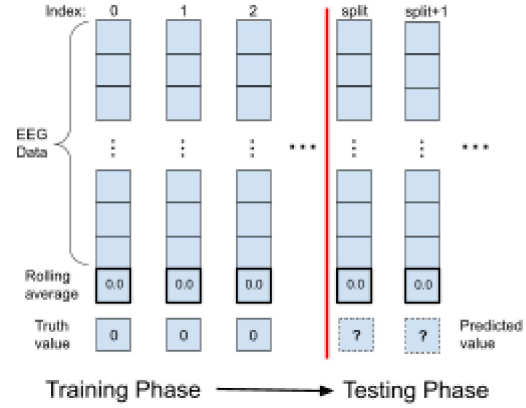 Index: 0 1 2 split split+1
EEG
Data
Rolling
average
0.0 0.0 0.0 0.0 0.0
Truth
value
0 0 0 ? ?
Predicted
value
Training Phase Testing Phase